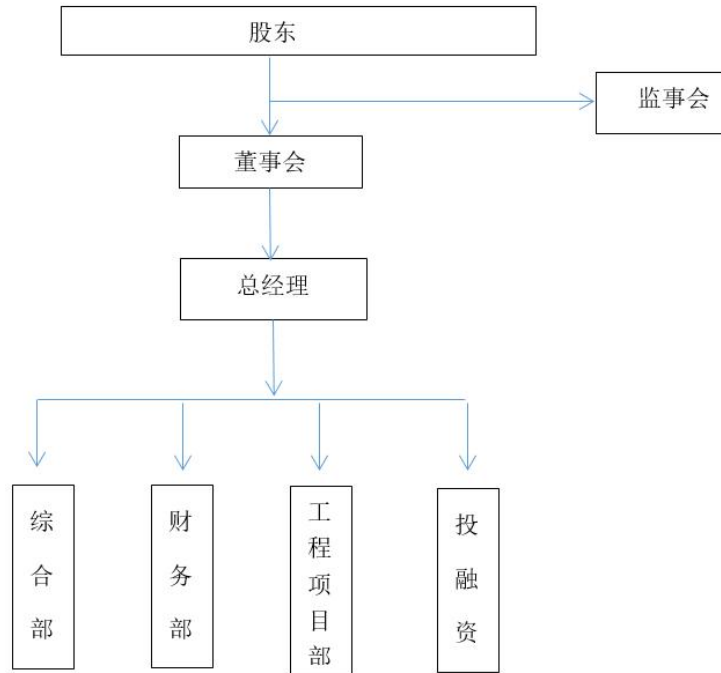 股东
监事会
董事会
总经理
综合部
财务部
工程项目部
投融资